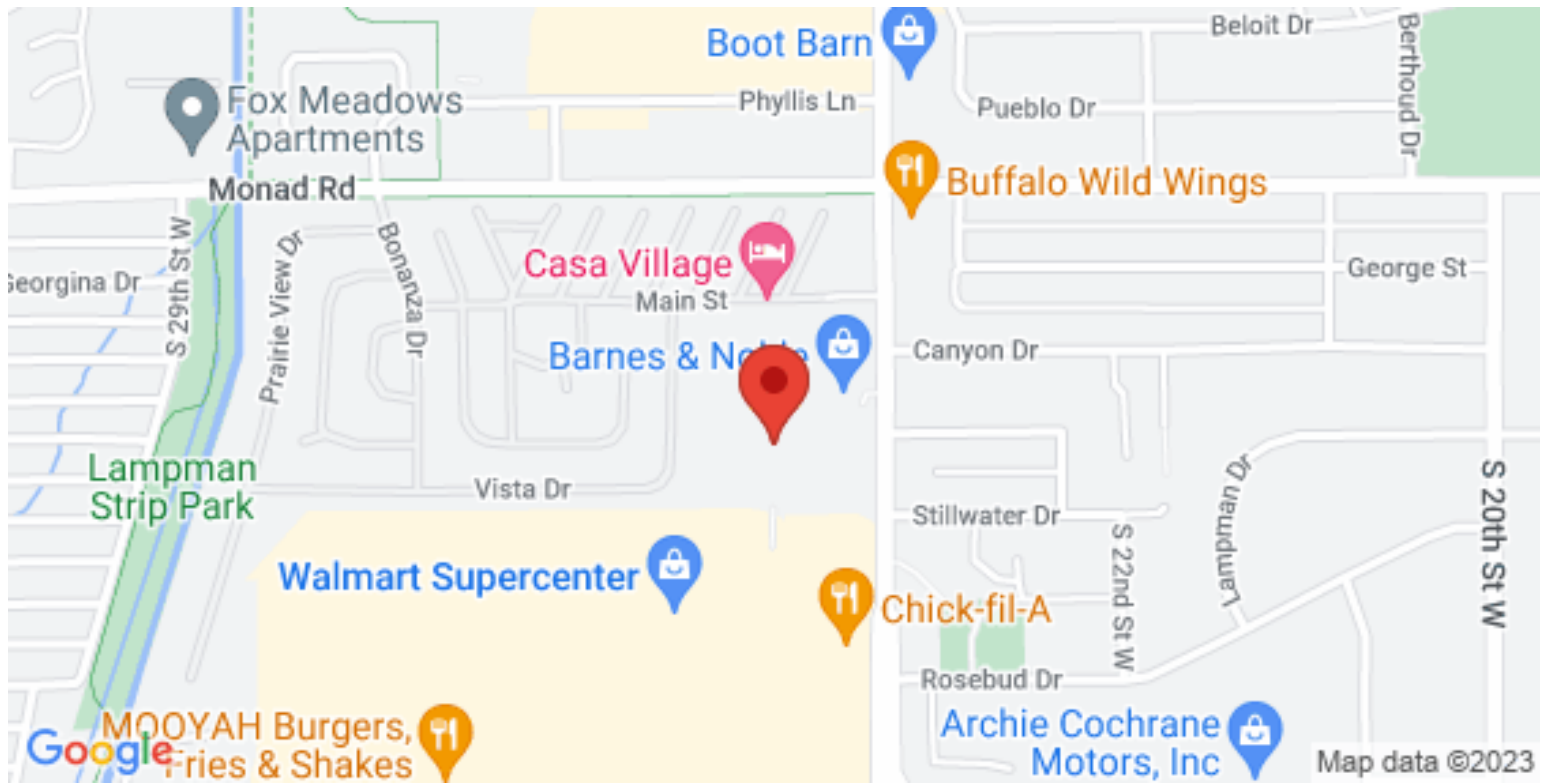 Beloit Dr
Boot Barn
Berthoud Dr
Phyllis Ln
Pueblo Dr
Fox Meadows
Apartments
Monad Rd
Buffalo Wild Wings
S 29th St W
Prairie View Dr
Bonanza Dr
Casa Village
Georgina Dr
Main St
George St
Barnes & Noble
Canyon Dr
Lampman
Strip Park
Vista Dr
Lampman Dr
S 20th St W
Stillwater Dr
S 22nd St W
Walmart Supercenter
Chick-fil-A
Rosebud Dr
MOOYAH Burgers,
Fries & Shakes
Archie Cochrane
Motors, Inc
Google
Map data ©2023